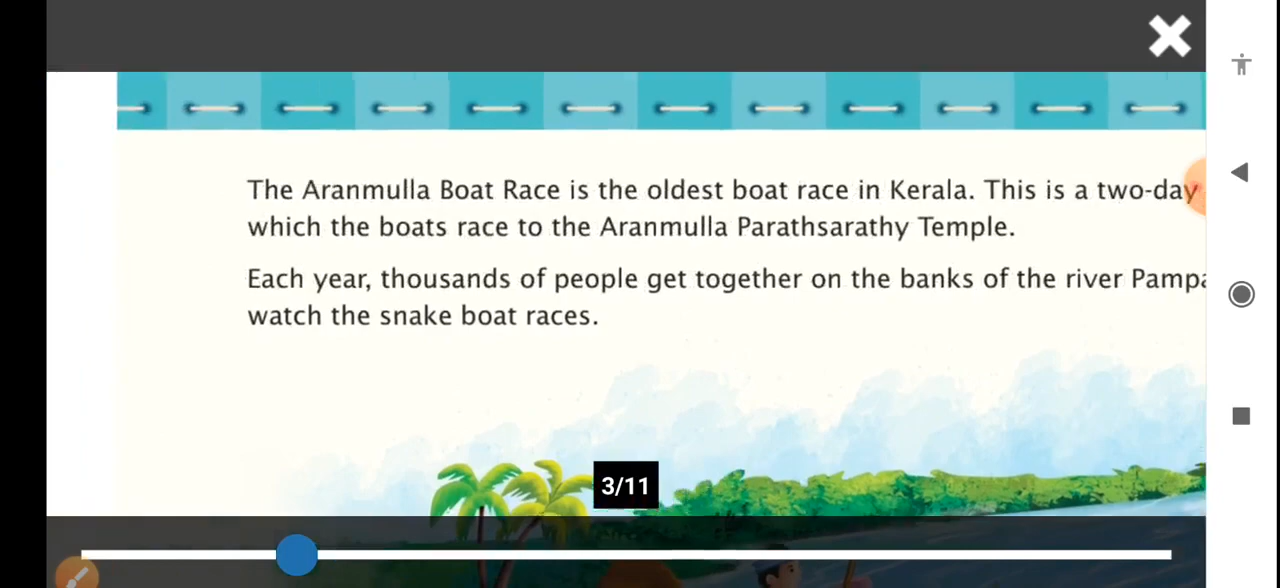 The Aranmulla Boat Race is the oldest boat race in Kerala. This is a two-day
which the boats race to the Aranmulla Parathsarathy Temple.
Each year, thousands of people get together on the banks of the river Pampa
watch the snake boat races.
3/11